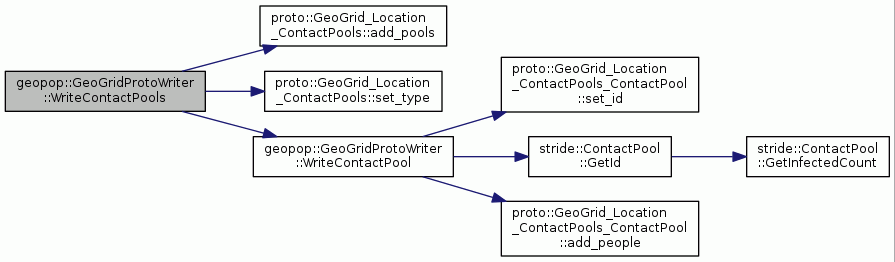 geopop::GeoGridProtoWriter
::WriteContactPools
proto::GeoGrid_Location
_ContactPools::add_pools
proto::GeoGrid_Location
_ContactPools::set_type
geopop::GeoGridProtoWriter
::WriteContactPool
proto::GeoGrid_Location
_ContactPools_ContactPool
::set_id
stride::ContactPool
::GetId
stride::ContactPool
::GetInfectedCount
proto::GeoGrid_Location
_ContactPools_ContactPool
::add_people